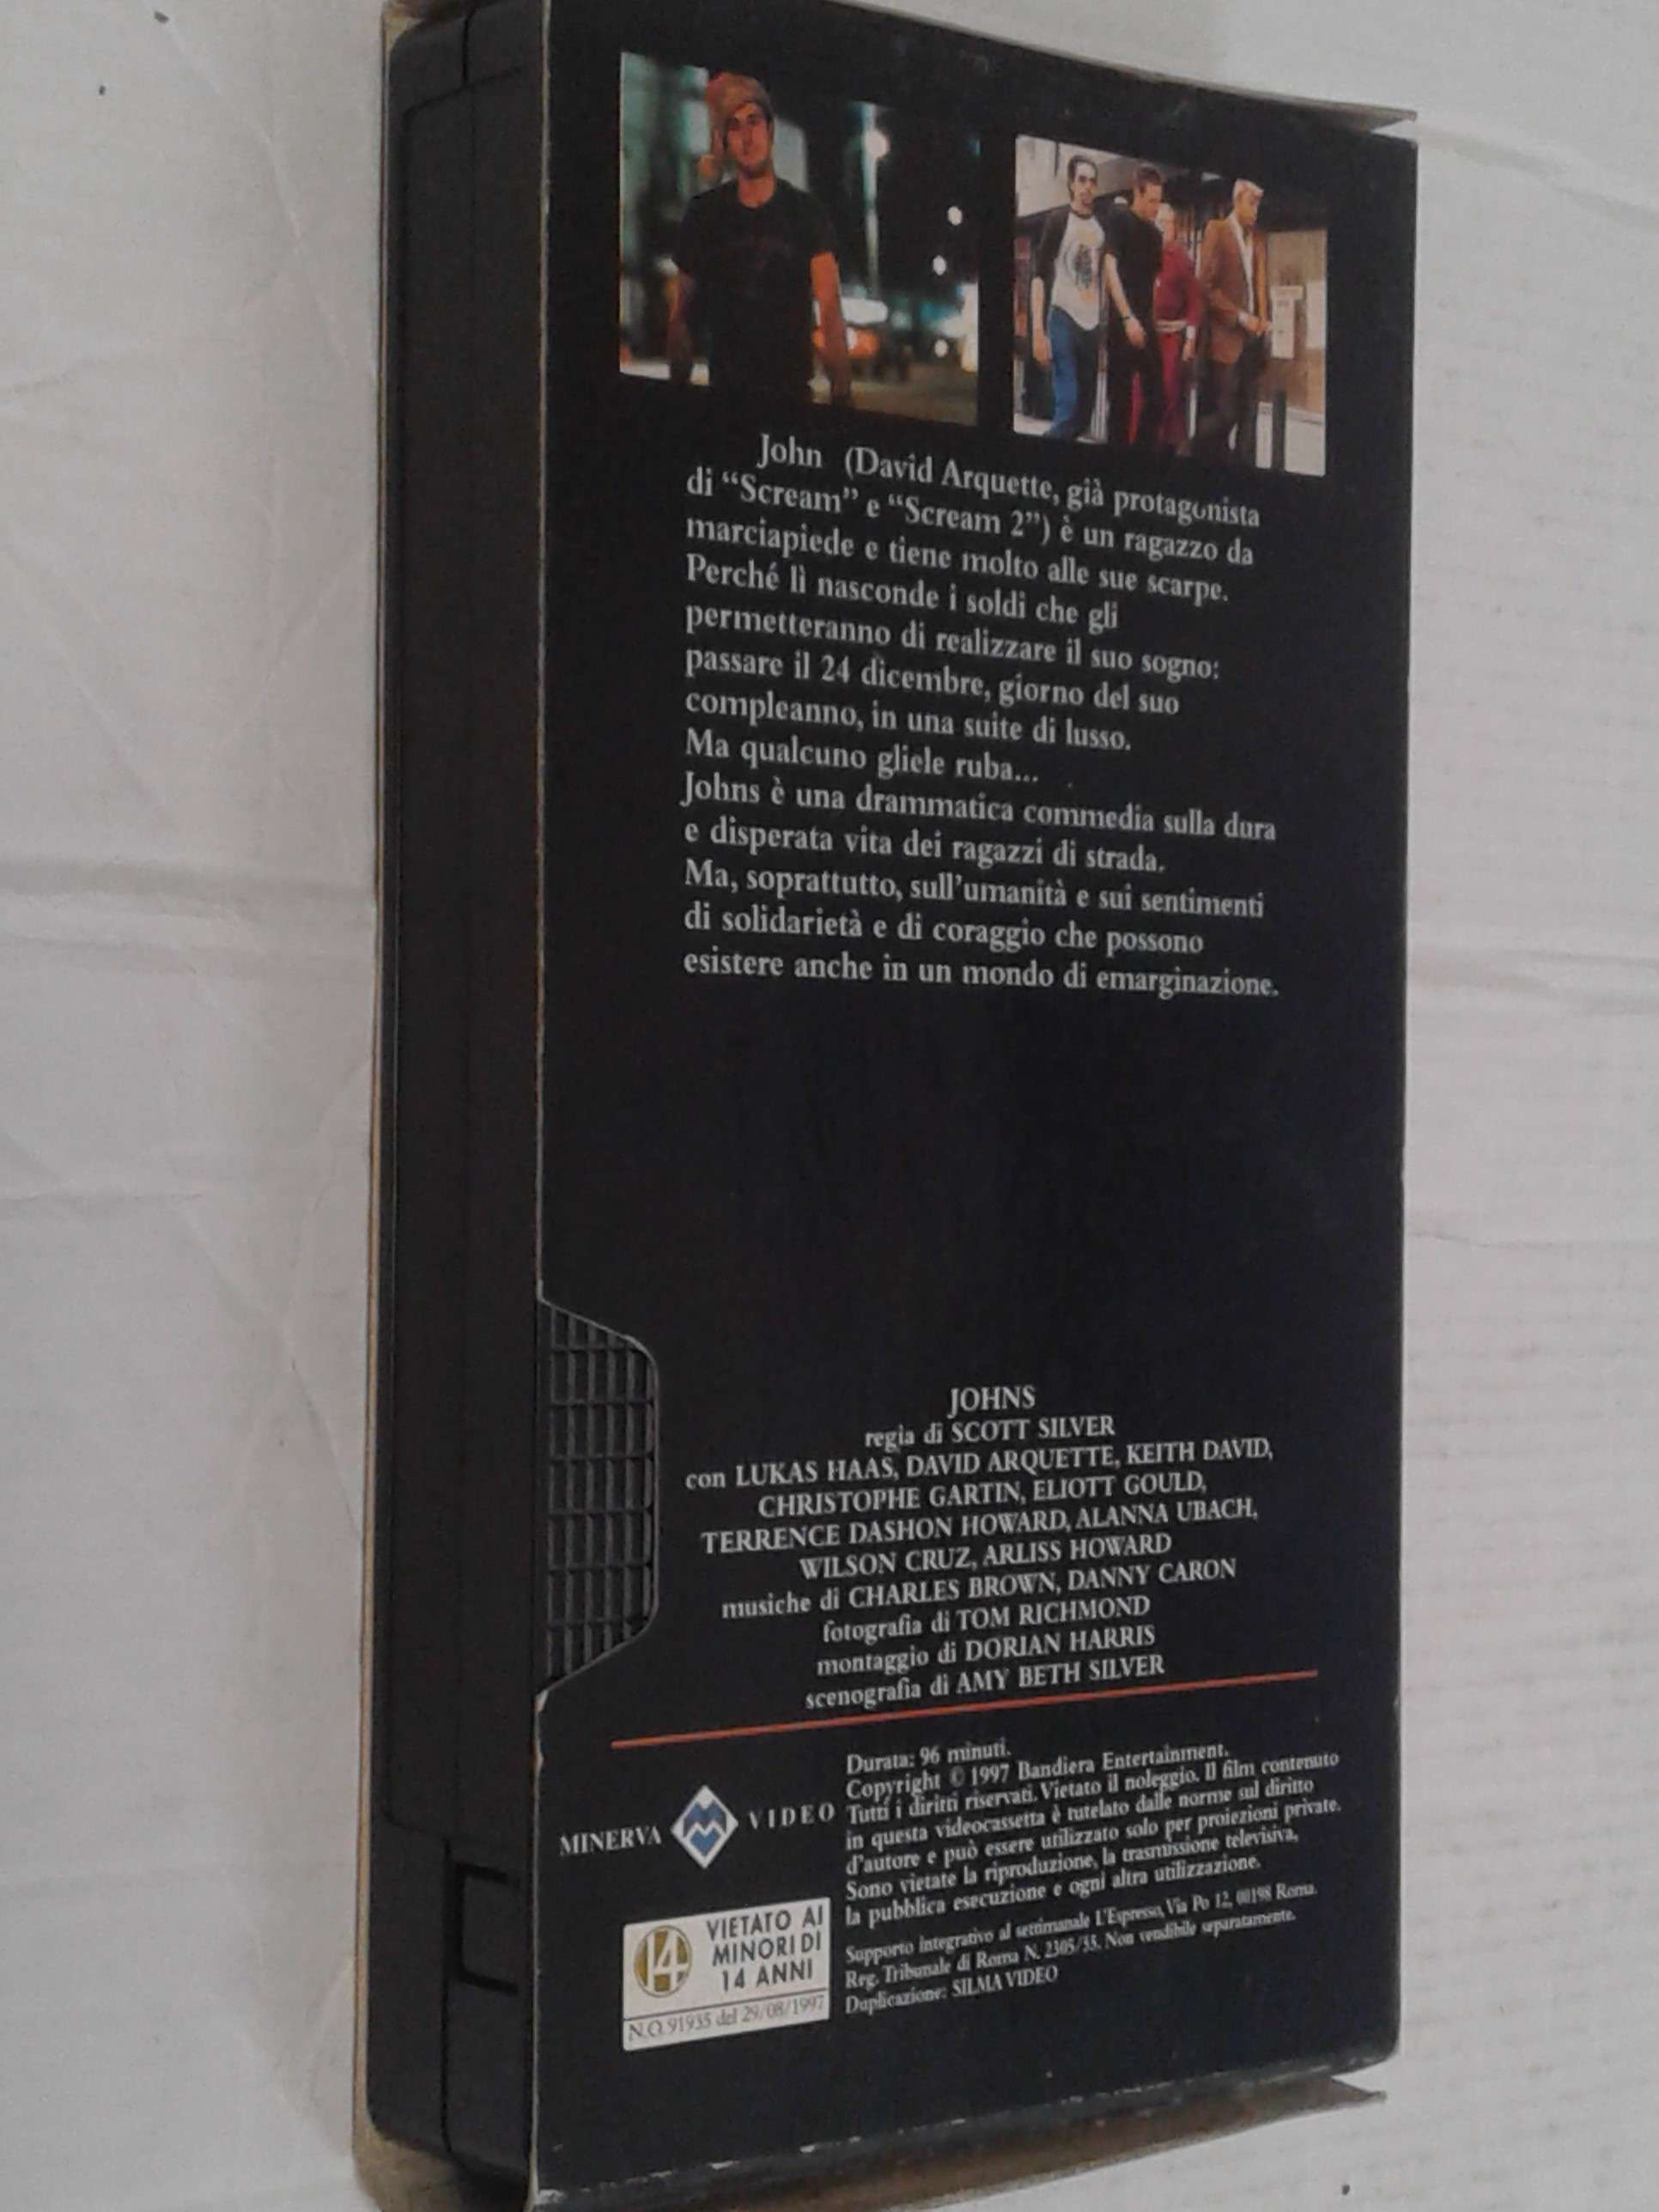 John (David Arquette, già protagonista
di “Scream” e “Scream 2”) è un ragazzo da
marciapiede e tiene molto alle sue scarpe.
Perché lì nasconde i soldi che gli
permetteranno di realizzare il suo sogno:
passare il 24 dicembre, giorno del suo
compleanno, in una suite di lusso.
Ma qualcuno gliele ruba...
Johns è una drammatica commedia sulla dura
e disperata vita dei ragazzi di strada.
Ma, soprattutto, sull’umanità e sui sentimenti
di solidarietà e di coraggio che possono
esistere anche in un mondo di emarginazione.
JOHNS
regia di SCOTT SILVER
con LUKAS HAAS, DAVID ARQUETTE, KEITH DAVID,
CHRISTOPHE GARTIN, ELIOTT GOULD,
TERRENCE DASHON HOWARD, ALANNA UBACH,
WILSON CRUZ, ARLISS HOWARD
musiche di CHARLES BROWN, DANNY CARON
fotografia di TOM RICHMOND
montaggio di DORIAN HARRIS
scenografia di AMY BETH SILVER
MINERVA VIDEO
Durata: 96 minuti.
Copyright © 1997 Bandiera Entertainment.
Tutti i diritti riservati. Vietato il noleggio. Il film contenuto
in questa videocassetta è tutelato dalle norme sul diritto
d’autore e può essere utilizzato solo per proiezioni private.
Sono vietate la riproduzione, la trasmissione televisiva,
la pubblica esecuzione e ogni altra utilizzazione.
Supporto integrativo al settimanale L’Espresso, Via Po 12, 00198 Roma.
Reg. Tribunale di Roma N. 2305/55. Non vendibile separatamente.
Duplicazione: SILMA VIDEO
14
VIETATO AI
MINORI DI
14 ANNI
N.O. 91935 del 29/08/1997